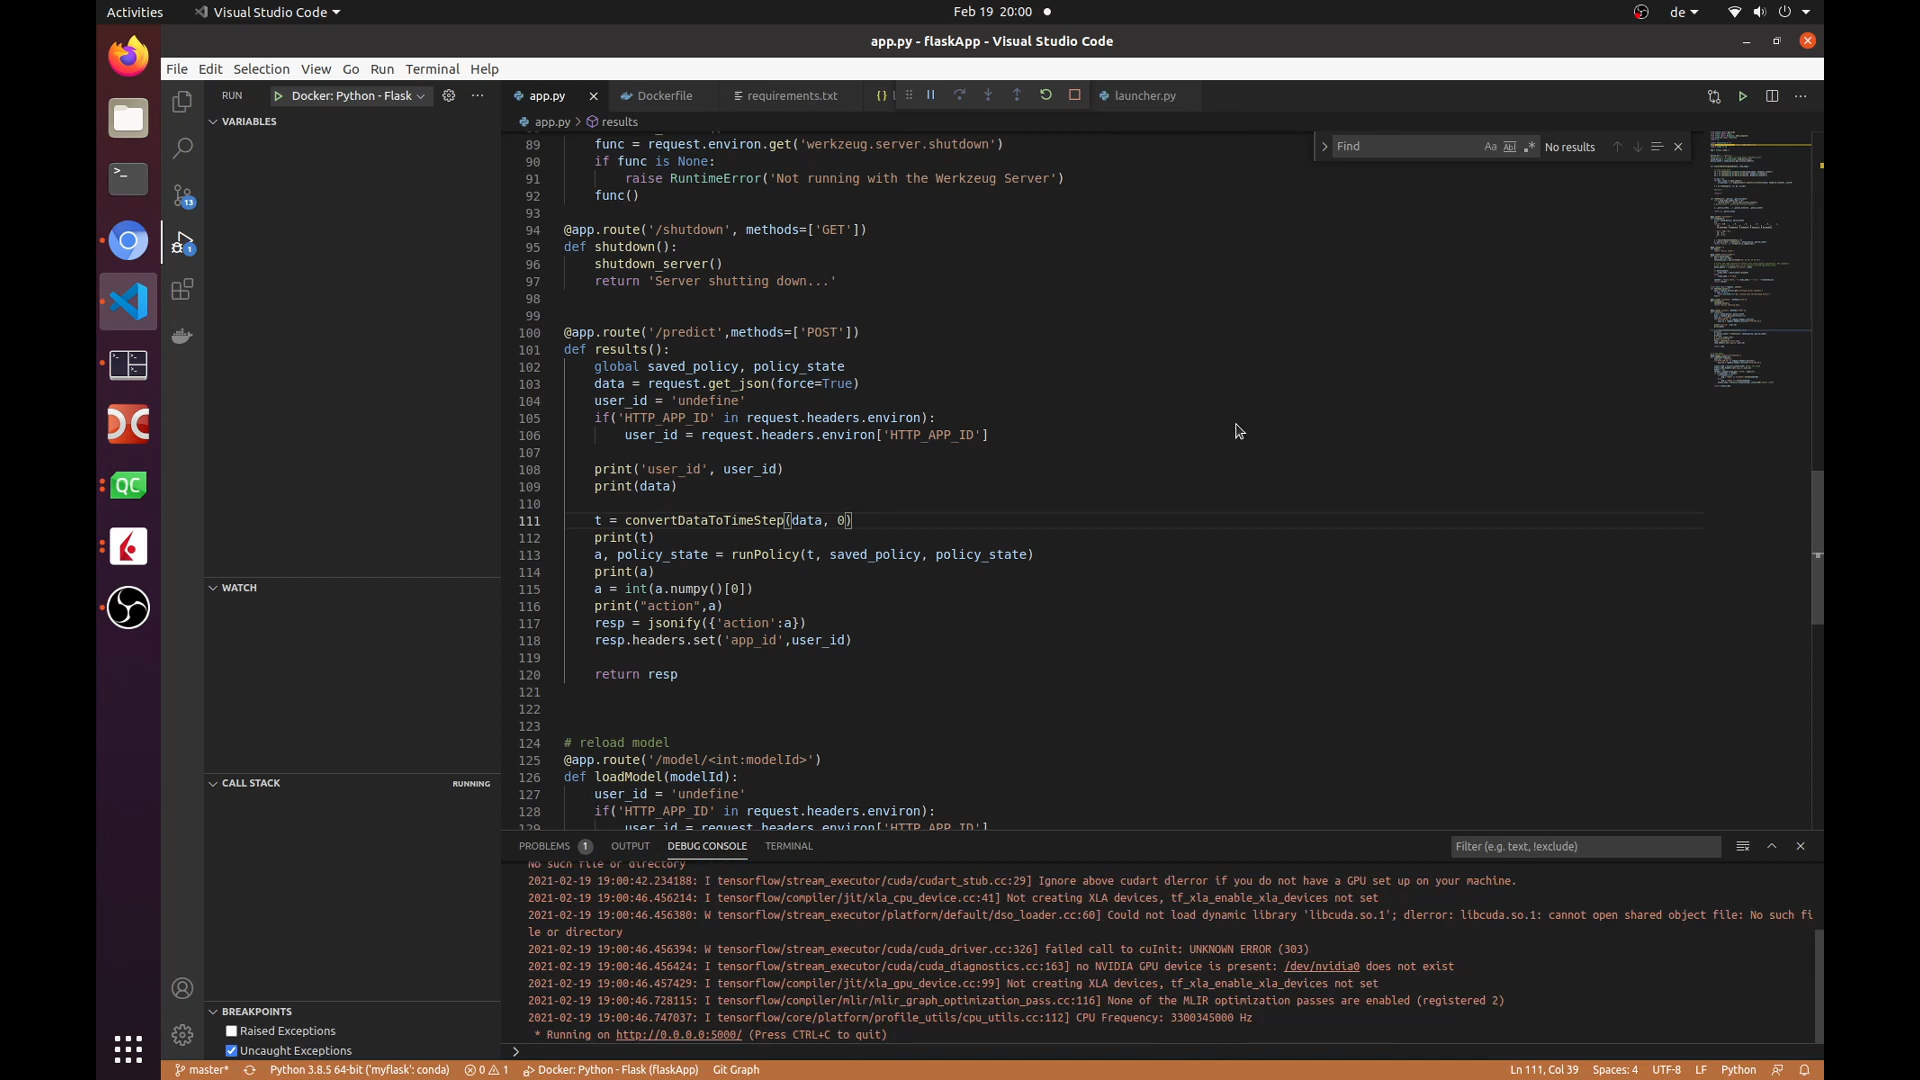 Activities Visual Studio Code Feb 19 20:00 de
app.py - flaskApp - Visual Studio Code
File Edit Selection View Go Run Terminal Help
RUN Docker: Python - Flask app.py Dockerfile requirements.txt {} launcher.py
VARIABLES app.py > results
Find Aa Ab No results
89 func = request.environ.get('werkzeug.server.shutdown')
90 if func is None:
91 raise RuntimeError('Not running with the Werkzeug Server')
92 func()
93
94 @app.route('/shutdown', methods=['GET'])
95 def shutdown():
96 shutdown_server()
97 return 'Server shutting down...'
98
99
100 @app.route('/predict',methods=['POST'])
101 def results():
102 global saved_policy, policy_state
103 data = request.get_json(force=True)
104 user_id = 'undefine'
105 if('HTTP_APP_ID' in request.headers.environ):
106 user_id = request.headers.environ['HTTP_APP_ID']
107
108 print('user_id', user_id)
109 print(data)
110
111 t = convertDataToTimeStep(data, 0)
112 print(t)
113 a, policy_state = runPolicy(t, saved_policy, policy_state)
114 print(a)
115 a = int(a.numpy()[0])
116 print("action",a)
117 resp = jsonify({'action':a})
118 resp.headers.set('app_id',user_id)
119
120 return resp
121
122
123
124 # reload model
125 @app.route('/model/<int:modelId>')
126 def loadModel(modelId):
127 user_id = 'undefine'
128 if('HTTP_APP_ID' in request.headers.environ):
129 user_id = request.headers.environ['HTTP_APP_ID']
13
1
QC
WATCH
CALL STACK RUNNING
BREAKPOINTS
Raised Exceptions
Uncaught Exceptions
PROBLEMS 1 OUTPUT DEBUG CONSOLE TERMINAL Filter (e.g. text, !exclude)
No such file or directory
2021-02-19 19:00:42.234188: I tensorflow/stream_executor/cuda/cudart_stub.cc:29] Ignore above cudart dlerror if you do not have a GPU set up on your machine.
2021-02-19 19:00:46.456214: I tensorflow/compiler/jit/xla_cpu_device.cc:41] Not creating XLA devices, tf_xla_enable_xla_devices not set
2021-02-19 19:00:46.456380: W tensorflow/stream_executor/platform/default/dso_loader.cc:60] Could not load dynamic library 'libcuda.so.1'; dlerror: libcuda.so.1: cannot open shared object file: No such fi
le or directory
2021-02-19 19:00:46.456394: W tensorflow/stream_executor/cuda/cuda_driver.cc:326] failed call to cuInit: UNKNOWN ERROR (303)
2021-02-19 19:00:46.456424: I tensorflow/stream_executor/cuda/cuda_diagnostics.cc:163] no NVIDIA GPU device is present: /dev/nvidia0 does not exist
2021-02-19 19:00:46.457429: I tensorflow/compiler/jit/xla_gpu_device.cc:99] Not creating XLA devices, tf_xla_enable_xla_devices not set
2021-02-19 19:00:46.728115: I tensorflow/compiler/mlir/mlir_graph_optimization_pass.cc:116] None of the MLIR optimization passes are enabled (registered 2)
2021-02-19 19:00:46.747037: I tensorflow/core/platform/profile_utils/cpu_utils.cc:112] CPU Frequency: 3300345000 Hz
* Running on http://0.0.0.0:5000/ (Press CTRL+C to quit)
>
master* Python 3.8.5 64-bit ('myflask': conda) 0 1 Docker: Python - Flask (flaskApp) Git Graph Ln 111, Col 39 Spaces: 4 UTF-8 LF Python